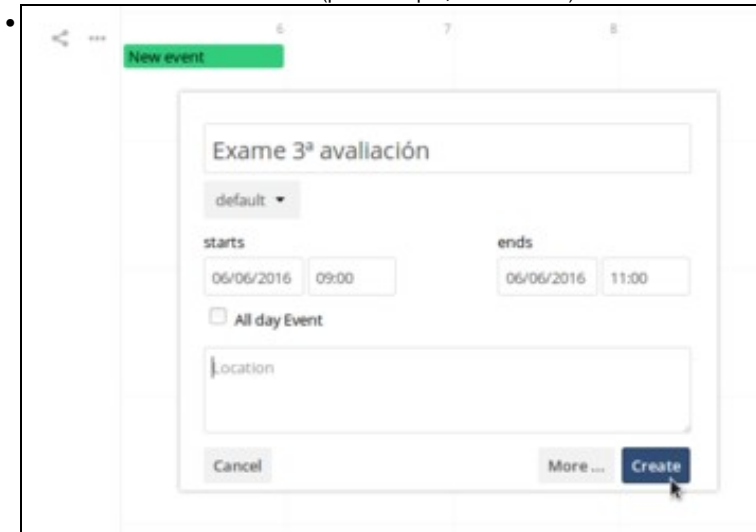 6 7 8
New event
Exame 3ª avaliación
default
starts ends
06/06/2016 09:00 06/06/2016 11:00
All day Event
Location
Cancel More ... Create